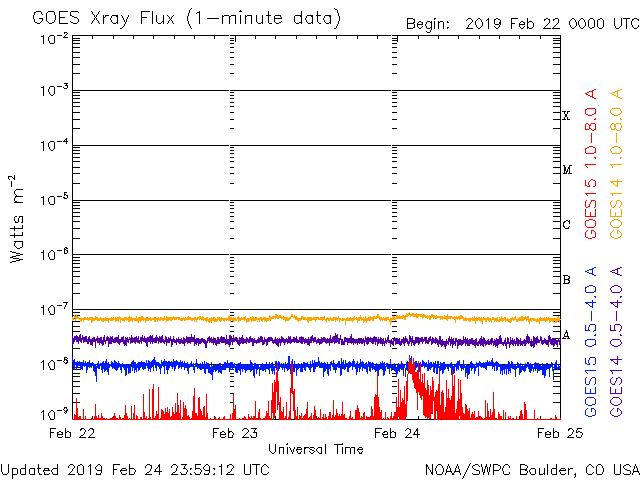 GOES Xray Flux (1-minute data)
Begin: 2019 Feb 22 0000 UTC
10^-2
10^-3
10^-4
10^-5
10^-6
10^-7
10^-8
10^-9
Watts m^-2
X
M
C
B
A
GOES15 1.0-8.0 A
GOES14 1.0-8.0 A
GOES15 0.5-4.0 A
GOES14 0.5-4.0 A
Feb 22
Feb 23
Feb 24
Feb 25
Universal Time
Updated 2019 Feb 24 23:59:12 UTC
NOAA/SWPC Boulder, CO USA